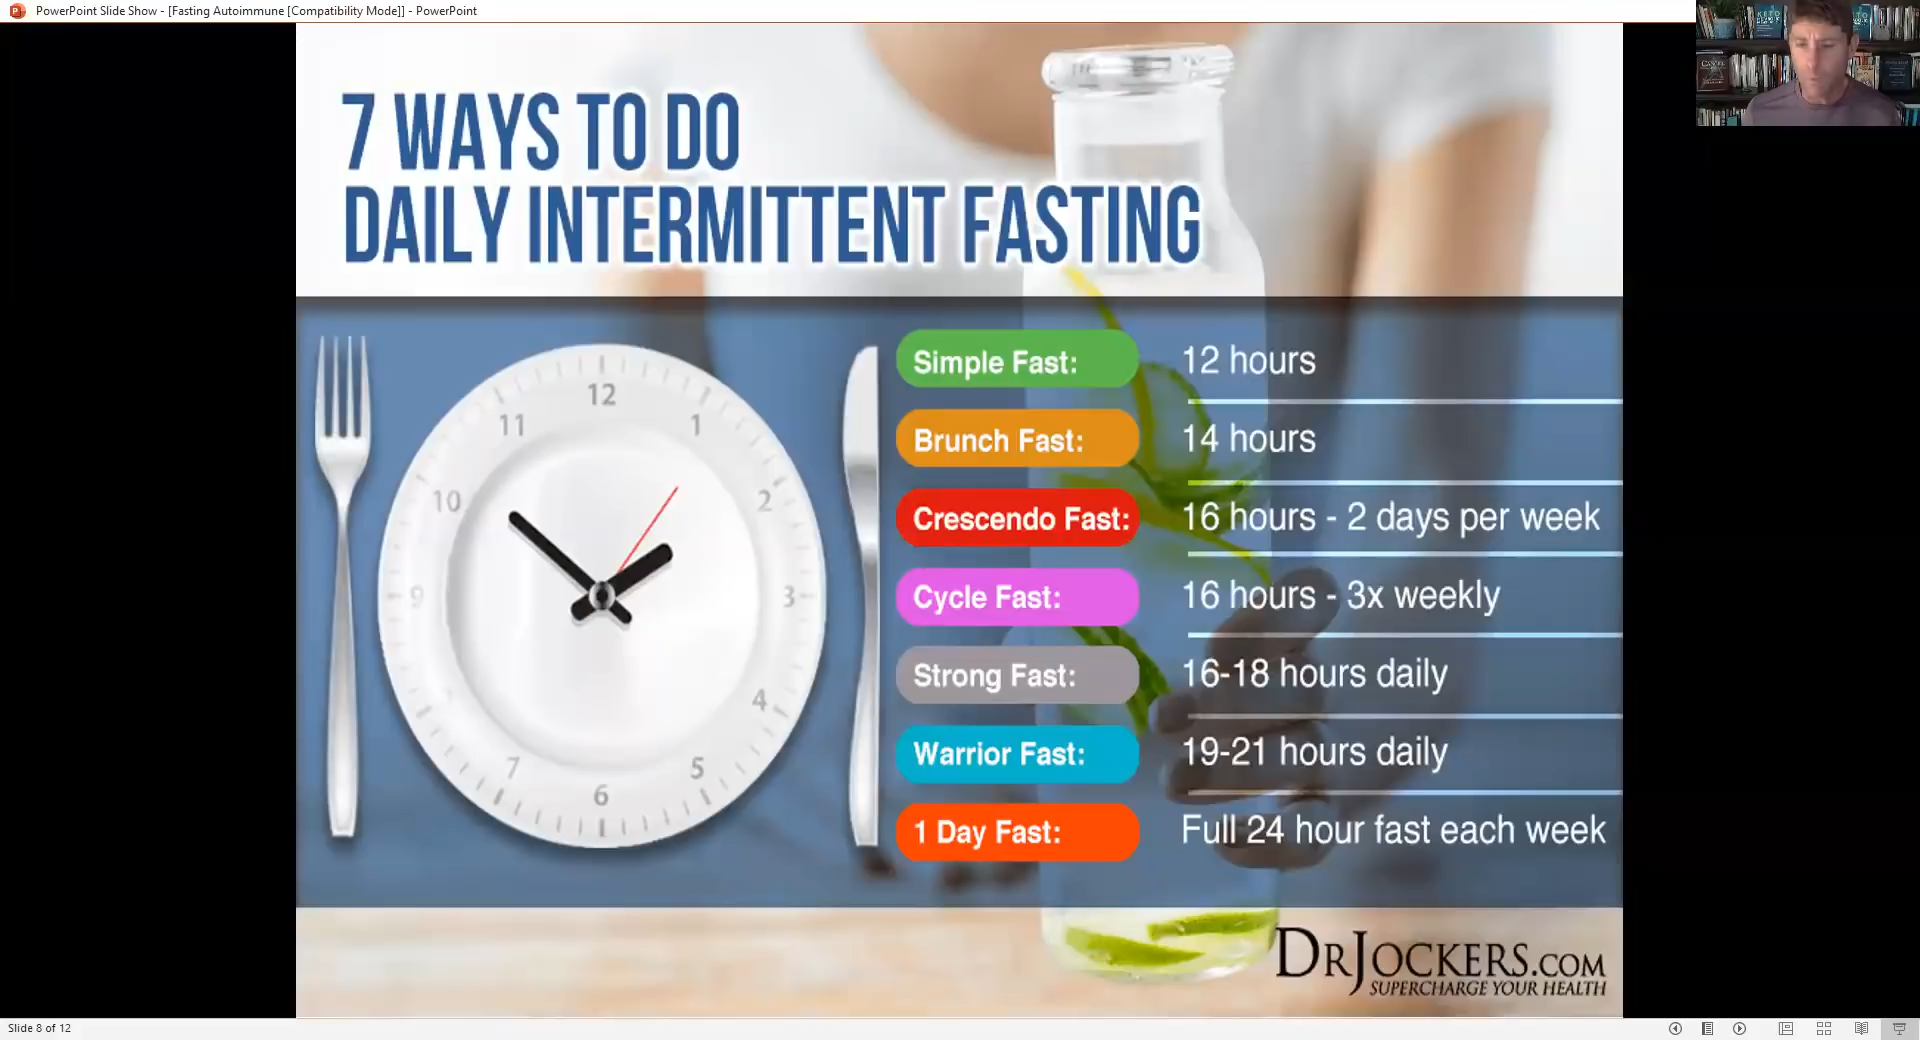 PowerPoint Slide Show - [Fasting Autoimmune [Compatibility Mode]] - PowerPoint
7 WAYS TO DO
DAILY INTERMITTENT FASTING
12
11
1
10
2
9
3
4
7
5
6
Simple Fast: 12 hours
Brunch Fast: 14 hours
Crescendo Fast: 16 hours - 2 days per week
Cycle Fast: 16 hours - 3x weekly
Strong Fast: 16-18 hours daily
Warrior Fast: 19-21 hours daily
1 Day Fast: Full 24 hour fast each week
DRJOCKERS.COM
SUPERCHARGE YOUR HEALTH
Slide 8 of 12
KETO
CANCER